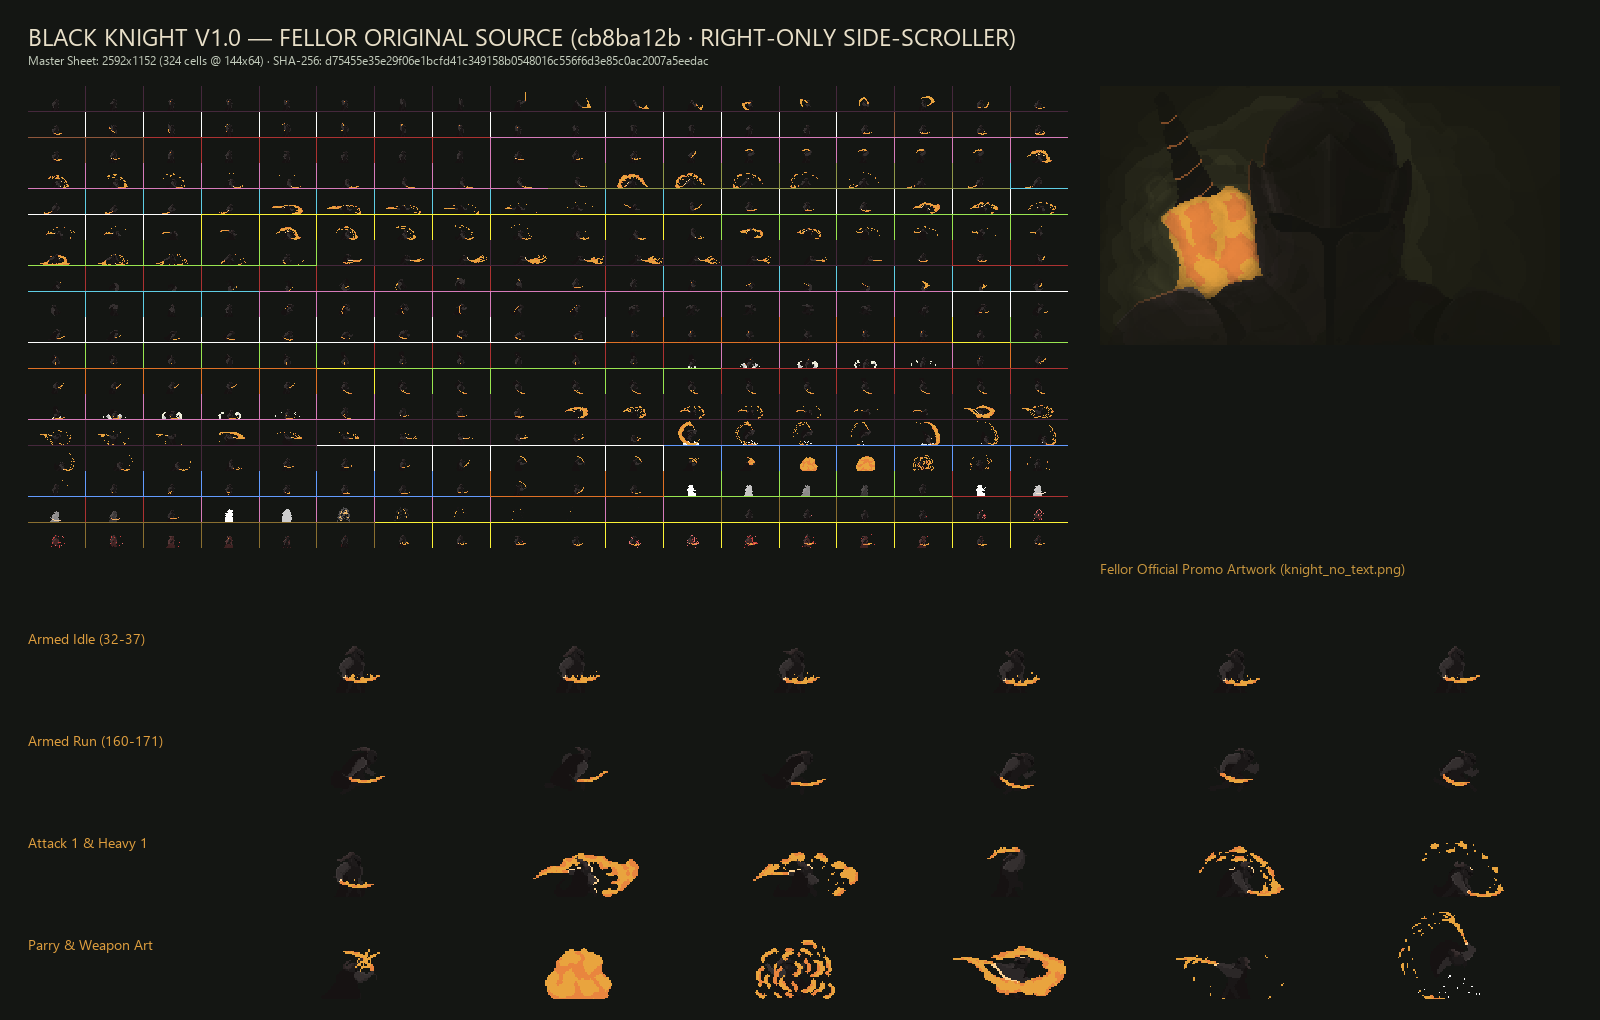 BLACK KNIGHT V1.0 — FELLOR ORIGINAL SOURCE (cb8ba12b · RIGHT-ONLY SIDE-SCROLLER)
Master Sheet: 2592x1152 (324 cells @ 144x64) · SHA-256: d75455e35e29f06e1bcfd41c349158b0548016c556f6d3e85c0ac2007a5eedac
Fellor Official Promo Artwork (knight_no_text.png)
Armed Idle (32-37)
Armed Run (160-171)
Attack 1 & Heavy 1
Parry & Weapon Art